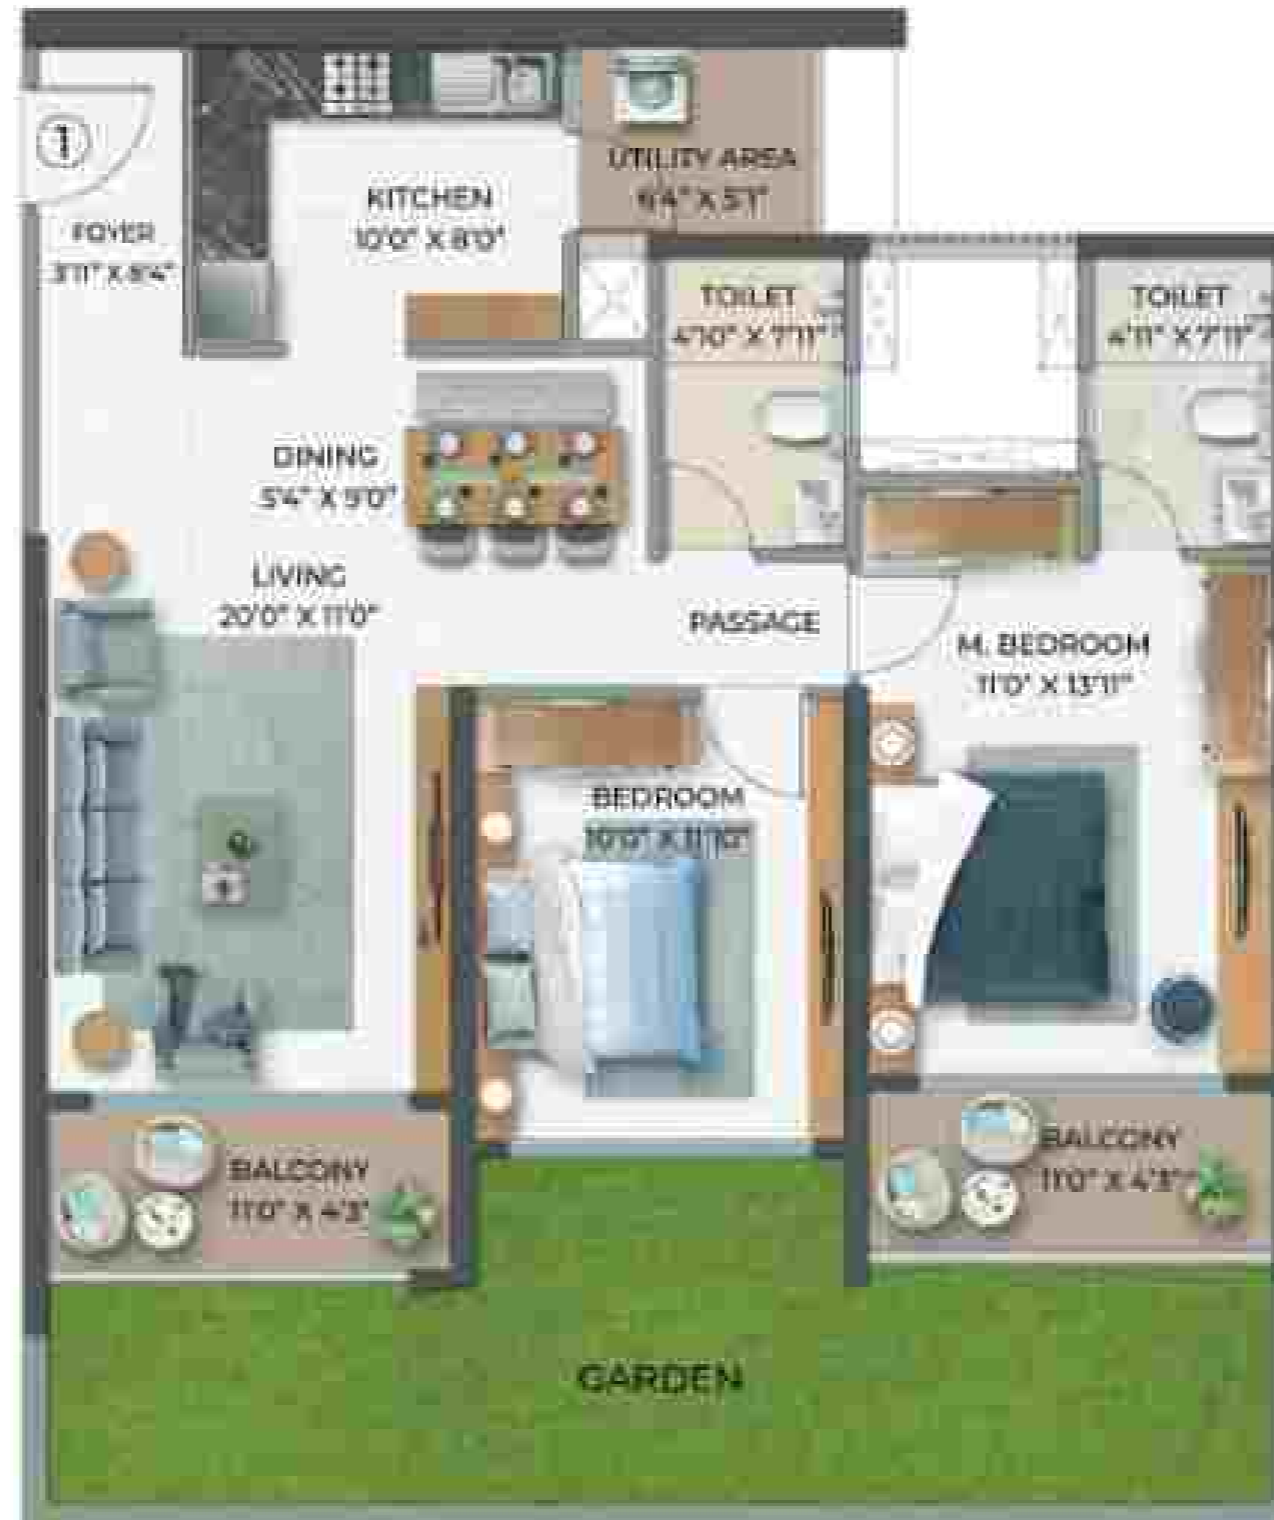 1
FOYER
3'11" X 8'4"
KITCHEN
10'0" X 8'0"
UTILITY AREA
6'4" X 5'1"
TOILET
4'10" X 7'11"
TOILET
4'11" X 7'11"
DINING
5'4" X 9'0"
LIVING
20'0" X 11'0"
PASSAGE
M. BEDROOM
11'0" X 13'11"
BEDROOM
10'0" X 11'10"
BALCONY
11'0" X 4'3"
BALCONY
11'0" X 4'3"
GARDEN